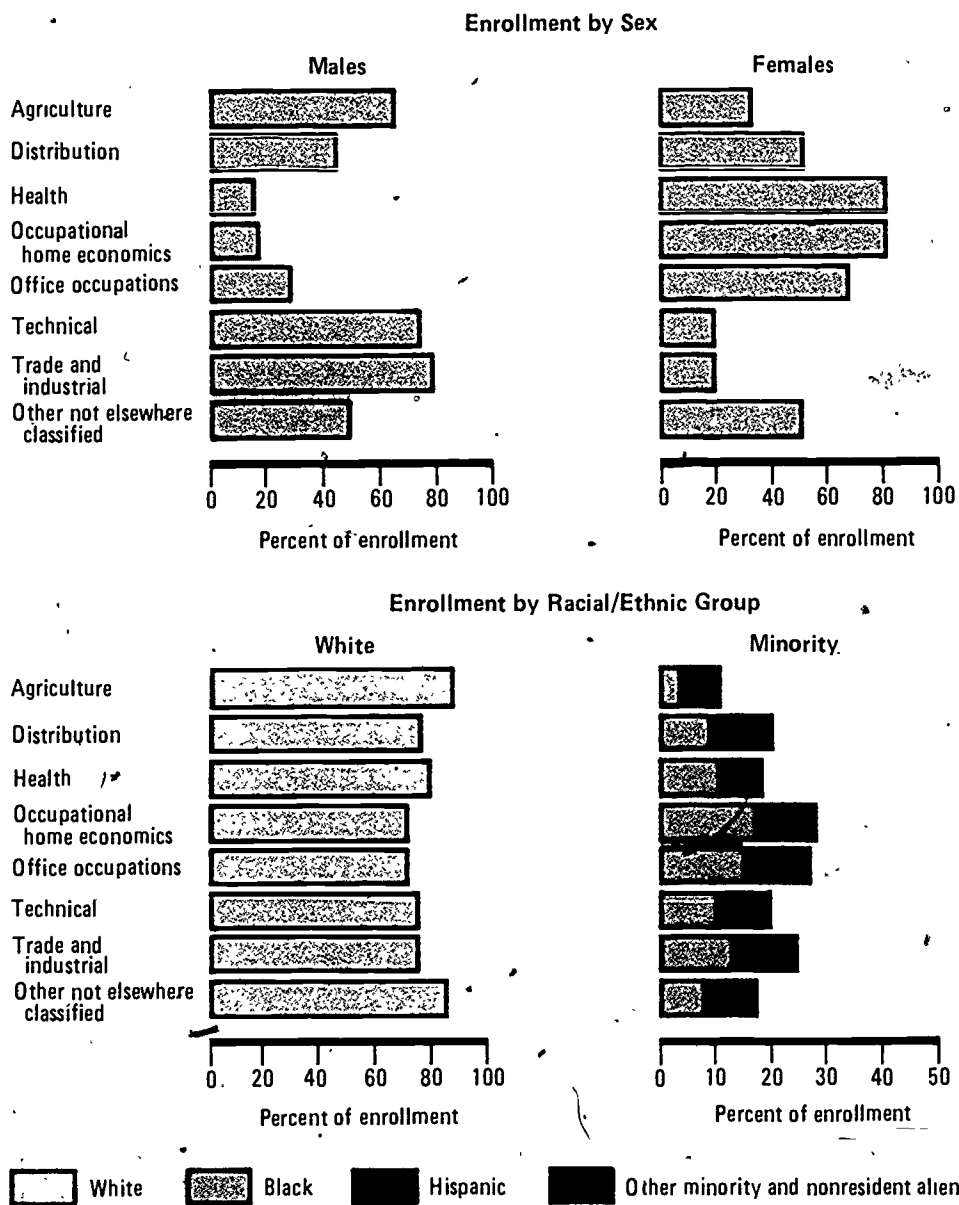 Enrollment by Sex
Males
Females
Agriculture
Distribution
Health
Occupational
home economics
Office occupations
Technical
Trade and
industrial
Other not elsewhere
classified
0 20 40 60 80 100
0 20 40 60 80 100
Percent of enrollment
Percent of enrollment
Enrollment by Racial/Ethnic Group
White
Minority
Agriculture
Distribution
Health
Occupational
home economics
Office occupations
Technical
Trade and
industrial
Other not elsewhere
classified
0 20 40 60 80 100
0 10 20 30 40 50
Percent of enrollment
Percent of enrollment
White Black Hispanic Other minority and nonresident alien